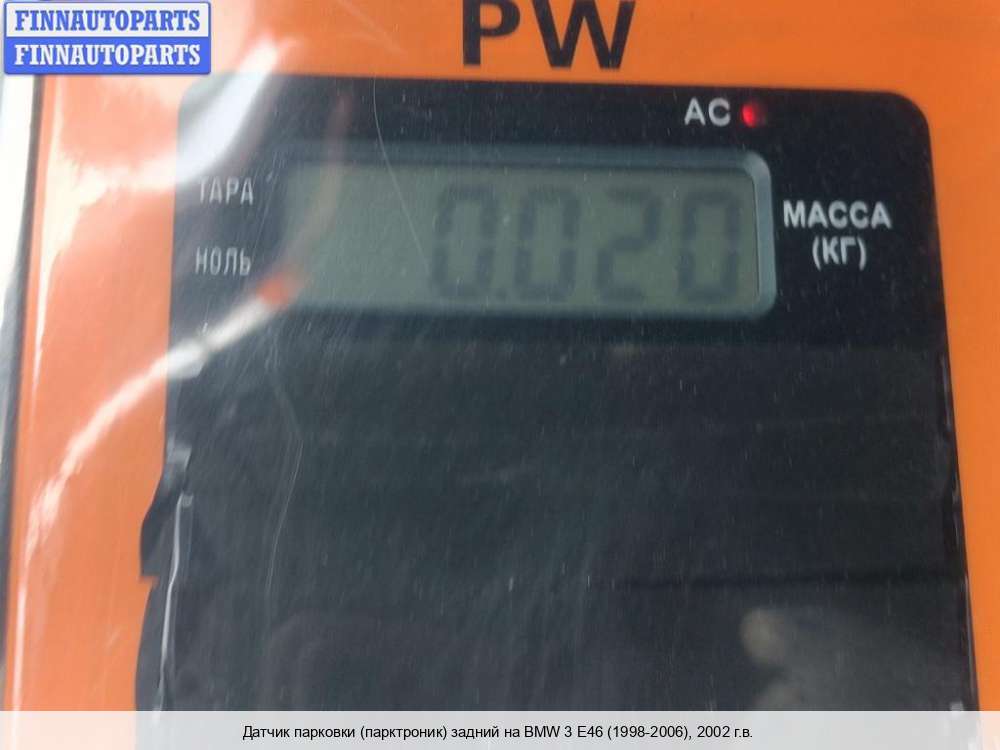 FINNAUTOPARTS
FINNAUTOPARTS
PW
AC
ТАРА
0.020
МАССА
(КГ)
НОЛЬ
Датчик парковки (парктроник) задний на BMW 3 E46 (1998-2006), 2002 г.в.